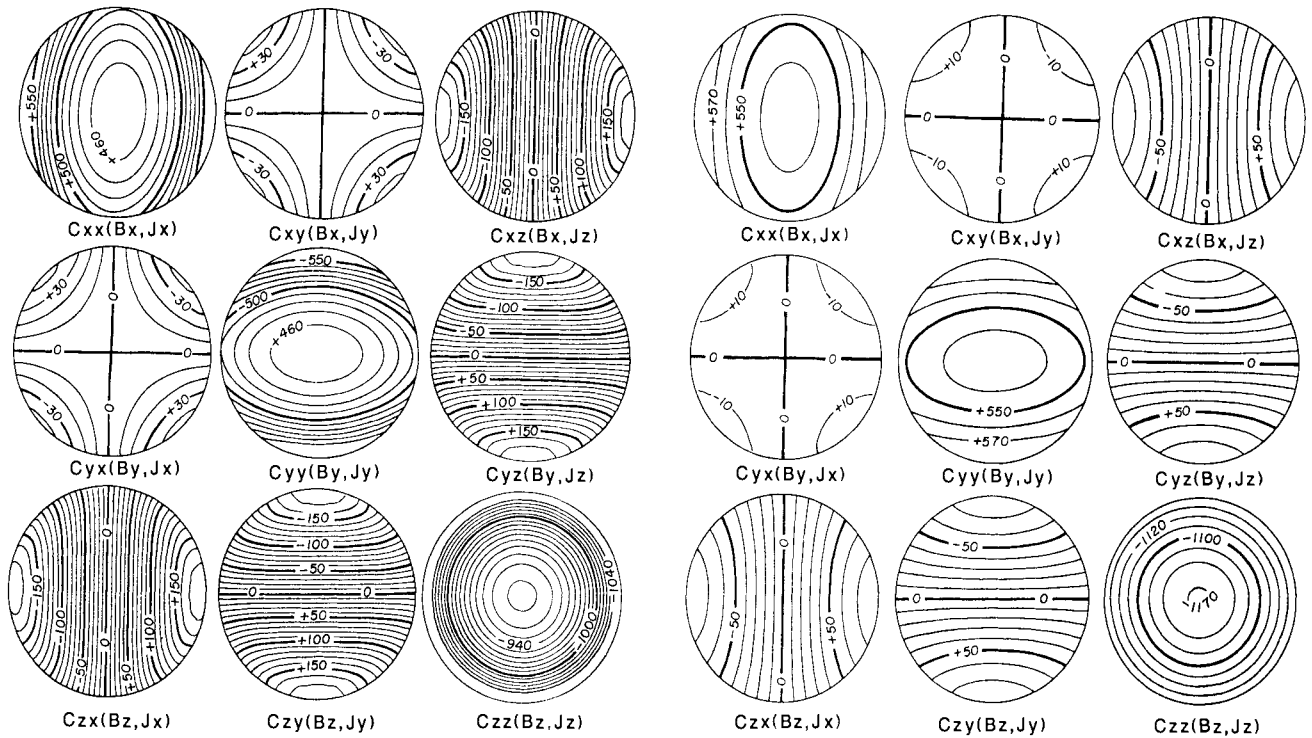 +550 +500 +460
+30 -30 0 0 -30 +30
0 -150 -100 -50 0 +50 +100 +150
+570 +550
+10 0 -10 0 0 -10 0 +10
0 -50 +50 0
Cxx(Bx,Jx) Cxy(Bx,Jy) Cxz(Bx,Jz) Cxx(Bx,Jx) Cxy(Bx,Jy) Cxz(Bx,Jz)
+30 0 -30 0 0 -30 0 +30
-550 -500 +460
-150 -100 -50 0 +50 +100 +150
+10 0 -10 0 0 -10 0 +10
+550 +570
-50 0 0 +50
Cyx(By,Jx) Cyy(By,Jy) Cyz(By,Jz) Cyx(By,Jx) Cyy(By,Jy) Cyz(By,Jz)
0 -150 -100 -50 0 +50 +100 +150
-150 -100 -50 0 0 +50 +100 +150
-1040 -1000 -940
0 -50 +50 0
-50 0 0 +50
-1120 -1100 -1170
Czx(Bz,Jx) Czy(Bz,Jy) Czz(Bz,Jz) Czx(Bz,Jx) Czy(Bz,Jy) Czz(Bz,Jz)